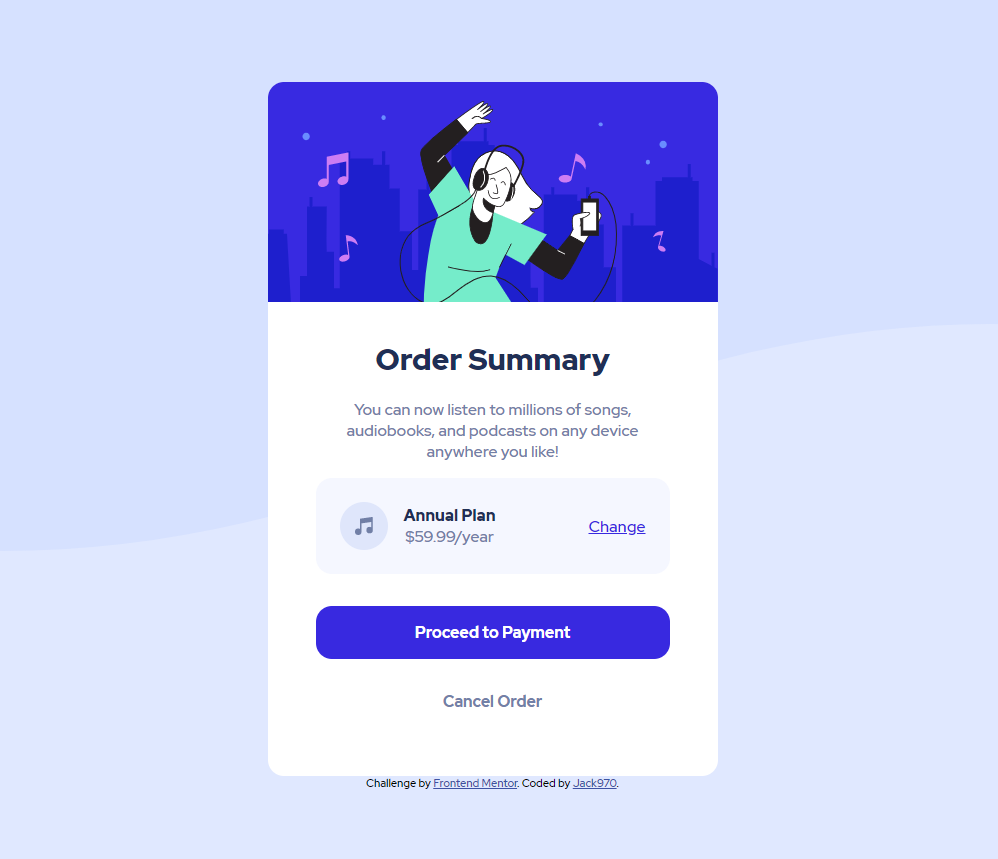 Order Summary
You can now listen to millions of songs,
audiobooks, and podcasts on any device
anywhere you like!
Annual Plan
$59.99/year
Change
Proceed to Payment
Cancel Order
Challenge by Frontend Mentor. Coded by Jack970.